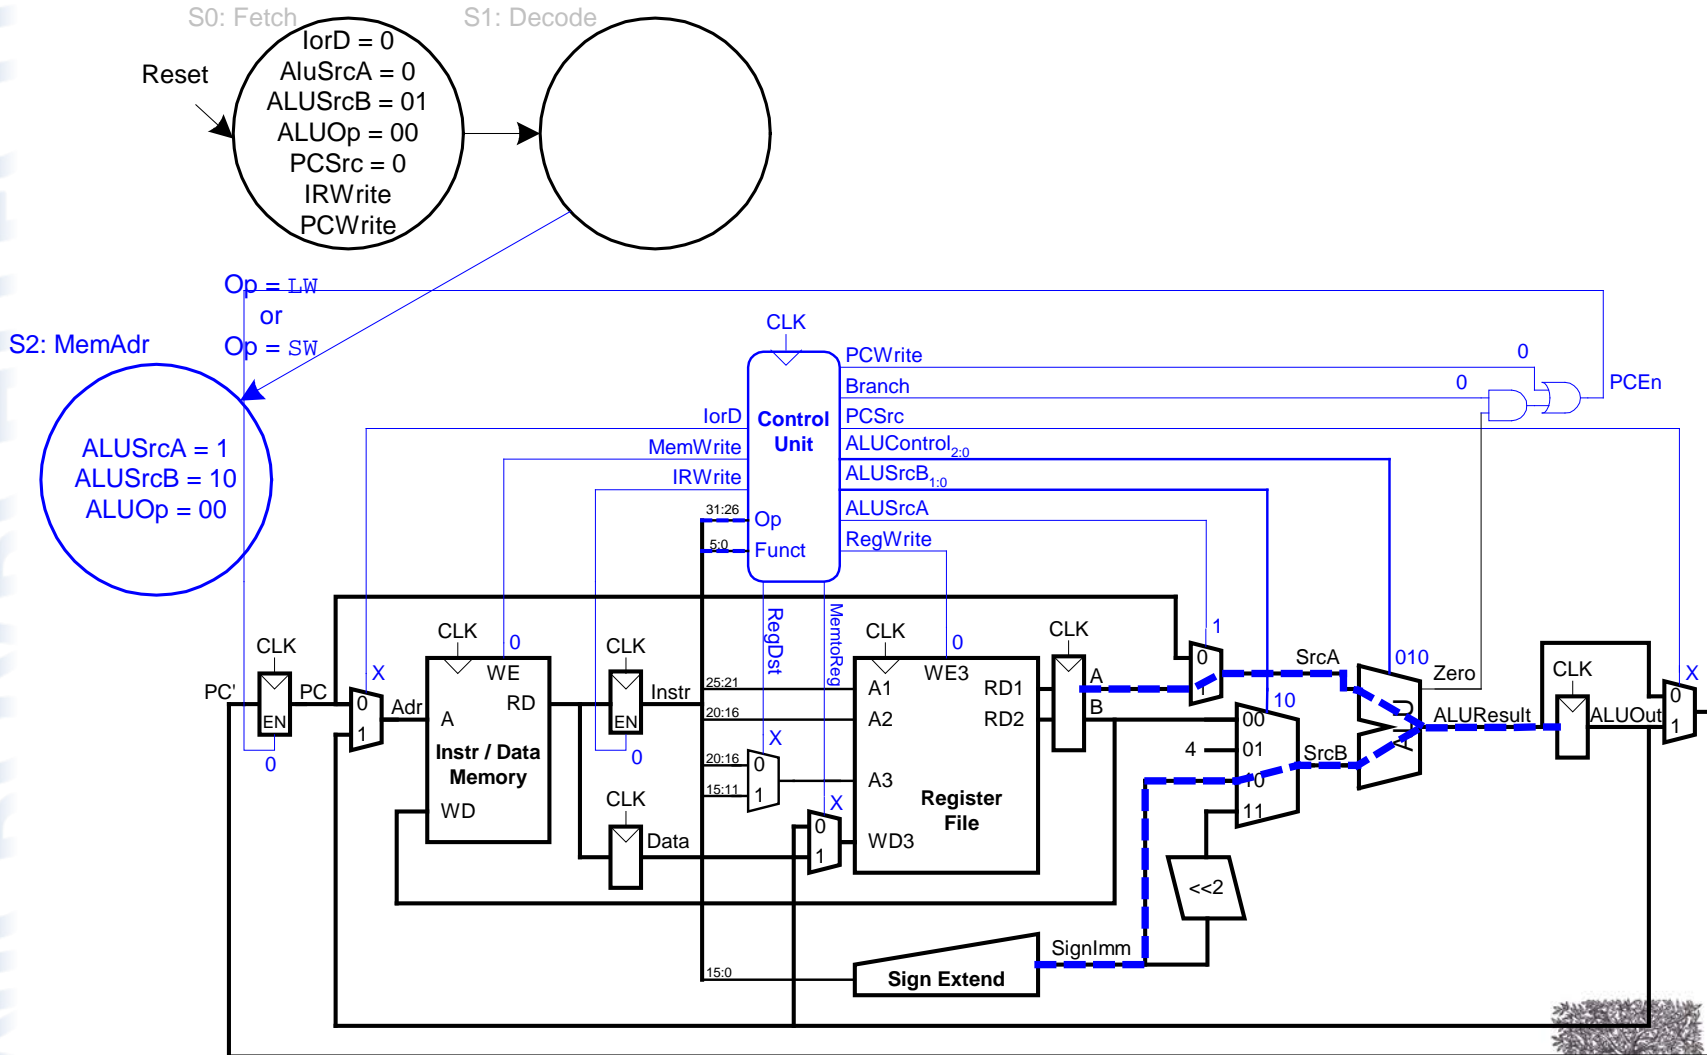 S0: Fetch
S1: Decode
Reset
IorD = 0
AluSrcA = 0
ALUSrcB = 01
ALUOp = 00
PCSrc = 0
IRWrite
PCWrite
Op = LW
or
Op = SW
S2: MemAdr
ALUSrcA = 1
ALUSrcB = 10
ALUOp = 00
CLK
PCWrite
0
Branch
0
PCEn
IorD
Control
Unit
PCSrc
MemWrite
ALUControl2:0
IRWrite
ALUSrcB1:0
31:26
Op
ALUSrcA
5:0
Funct
RegWrite
RegDst
MemtoReg
CLK
CLK
0
CLK
CLK
0
CLK
1
X
WE
WE3
0
SrcA
010
Zero
CLK
X
PC'
PC
0
1
EN
0
Adr
A
RD
Instr / Data
Memory
WD
EN
0
Instr
25:21
20:16
A1
A2
RD1
RD2
A
B
1
10
00
01
10
11
4
SrcB
ALU
ALUResult
ALUOut
0
1
X
20:16
0
15:11
1
A3
Register
File
CLK
Data
X
0
1
WD3
<<2
SignImm
15:0
Sign Extend